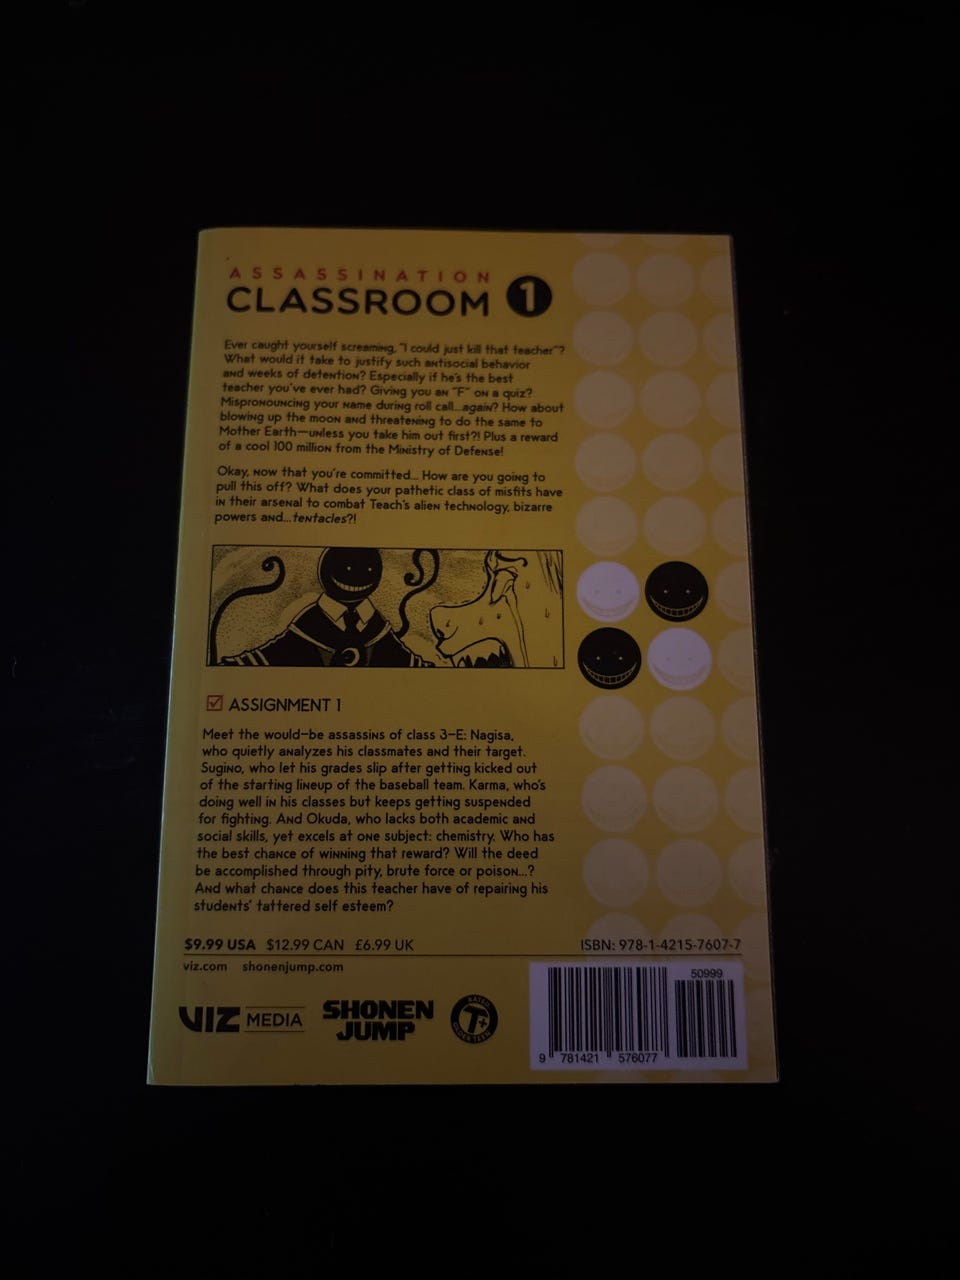 ASSASSINATION
CLASSROOM 1
Ever caught yourself screaming, "I could just kill that teacher"?
What would it take to justify such antisocial behavior
and weeks of detention? Especially if he's the best
teacher you've ever had? Giving you an "F" on a quiz?
Mispronouncing your name during roll call...again? How about
blowing up the moon and threatening to do the same to
Mother Earth—unless you take him out first?! Plus a reward
of a cool 100 million from the Ministry of Defense!
Okay, now that you're committed... How are you going to
pull this off? What does your pathetic class of misfits have
in their arsenal to combat Teach's alien technology, bizarre
powers and...tentacles?!
ASSIGNMENT 1
Meet the would-be assassins of class 3-E: Nagisa,
who quietly analyzes his classmates and their target.
Sugino, who let his grades slip after getting kicked out
of the starting lineup of the baseball team. Karma, who's
doing well in his classes but keeps getting suspended
for fighting. And Okuda, who lacks both academic and
social skills, yet excels at one subject: chemistry. Who has
the best chance of winning that reward? Will the deed
be accomplished through pity, brute force or poison...?
And what chance does this teacher have of repairing his
students' tattered self esteem?
$9.99 USA $12.99 CAN £6.99 UK
ISBN: 978-1-4215-7607-7
viz.com shonenjump.com
VIZ MEDIA
SHONEN
JUMP
RATED
T+
OLDER TEEN
50999
9 781421 576077